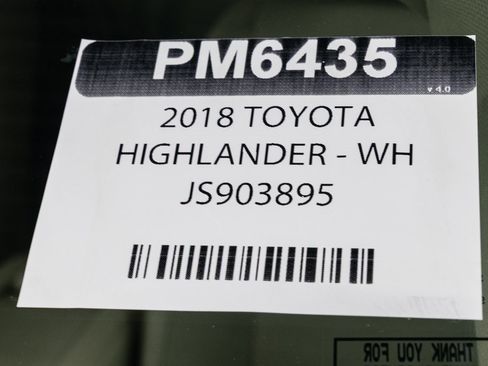 PM6435
v 4.0
2018 TOYOTA
HIGHLANDER - WH
JS903895
THANK YOU FOR